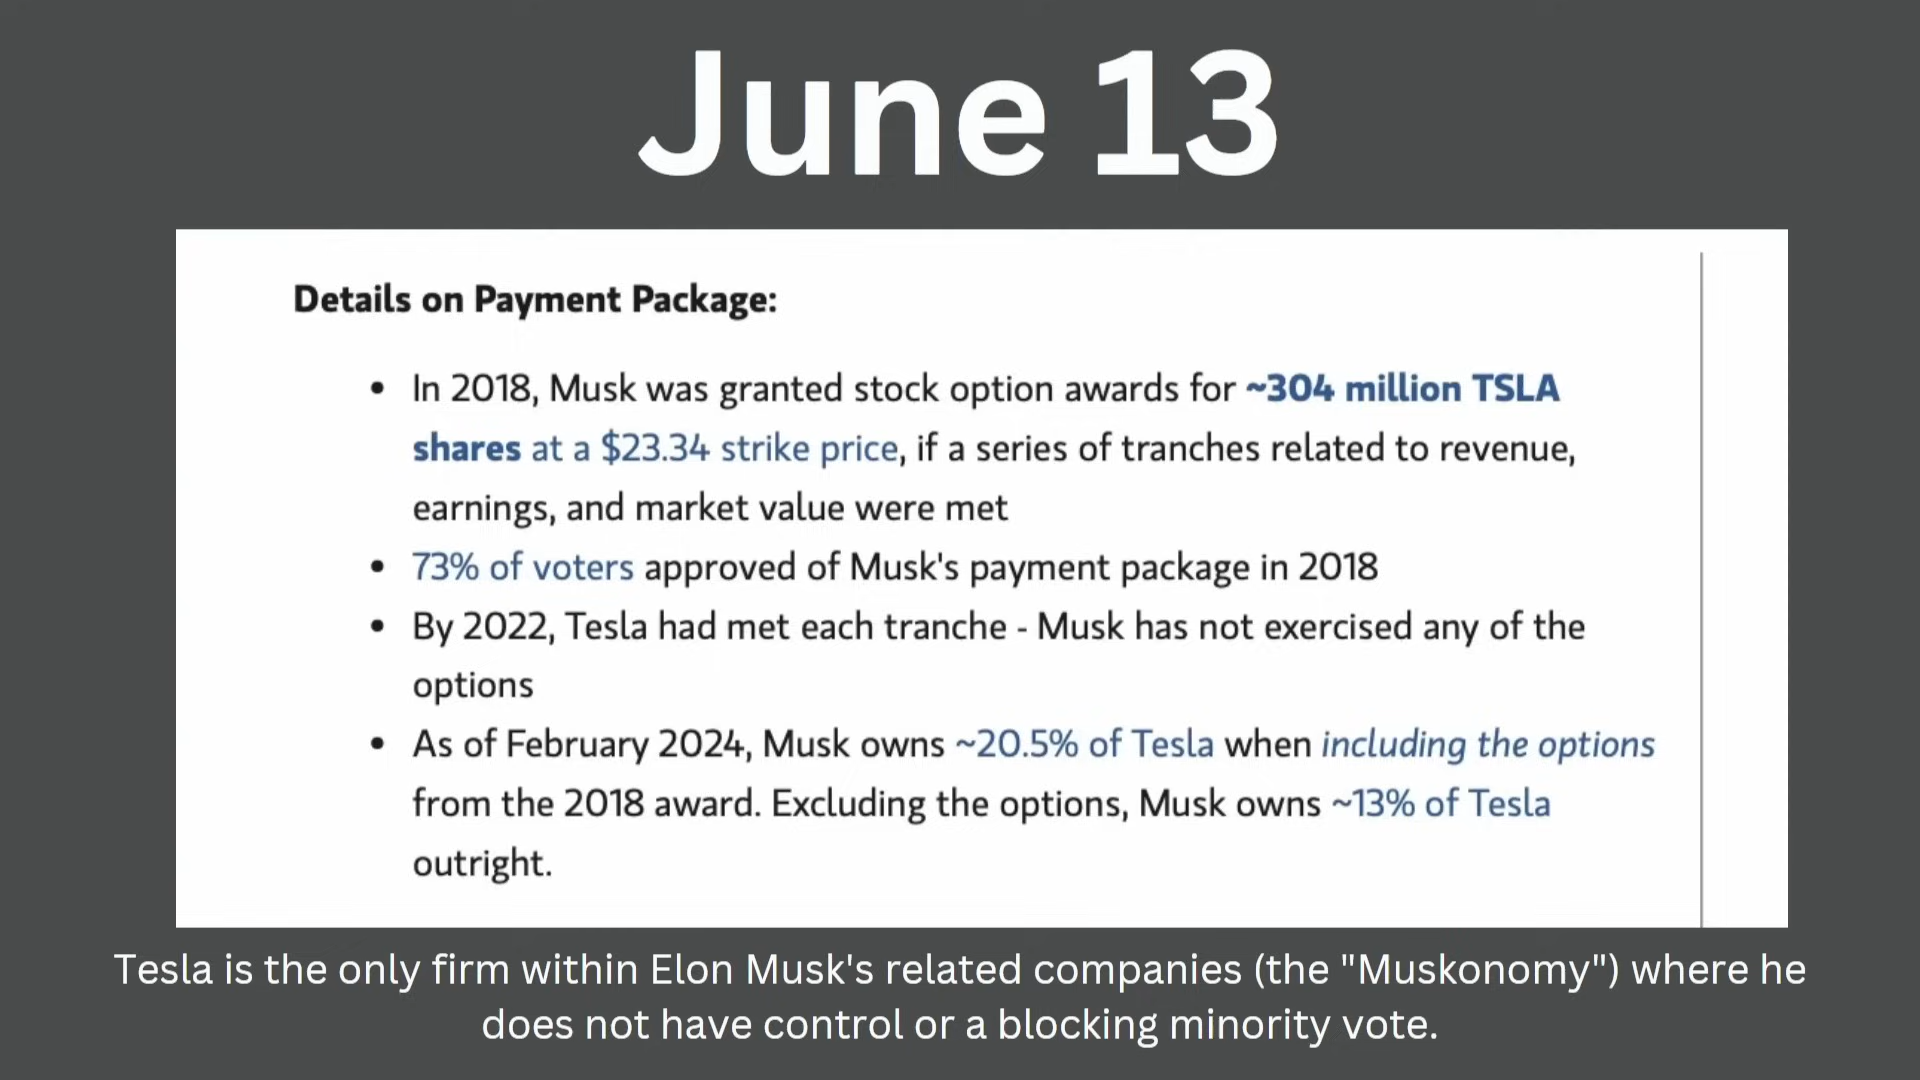 June 13
Details on Payment Package:
• In 2018, Musk was granted stock option awards for ~304 million TSLA
shares at a $23.34 strike price, if a series of tranches related to revenue,
earnings, and market value were met
• 73% of voters approved of Musk's payment package in 2018
• By 2022, Tesla had met each tranche - Musk has not exercised any of the
options
• As of February 2024, Musk owns ~20.5% of Tesla when including the options
from the 2018 award. Excluding the options, Musk owns ~13% of Tesla
outright.
Tesla is the only firm within Elon Musk's related companies (the "Muskonomy") where he
does not have control or a blocking minority vote.